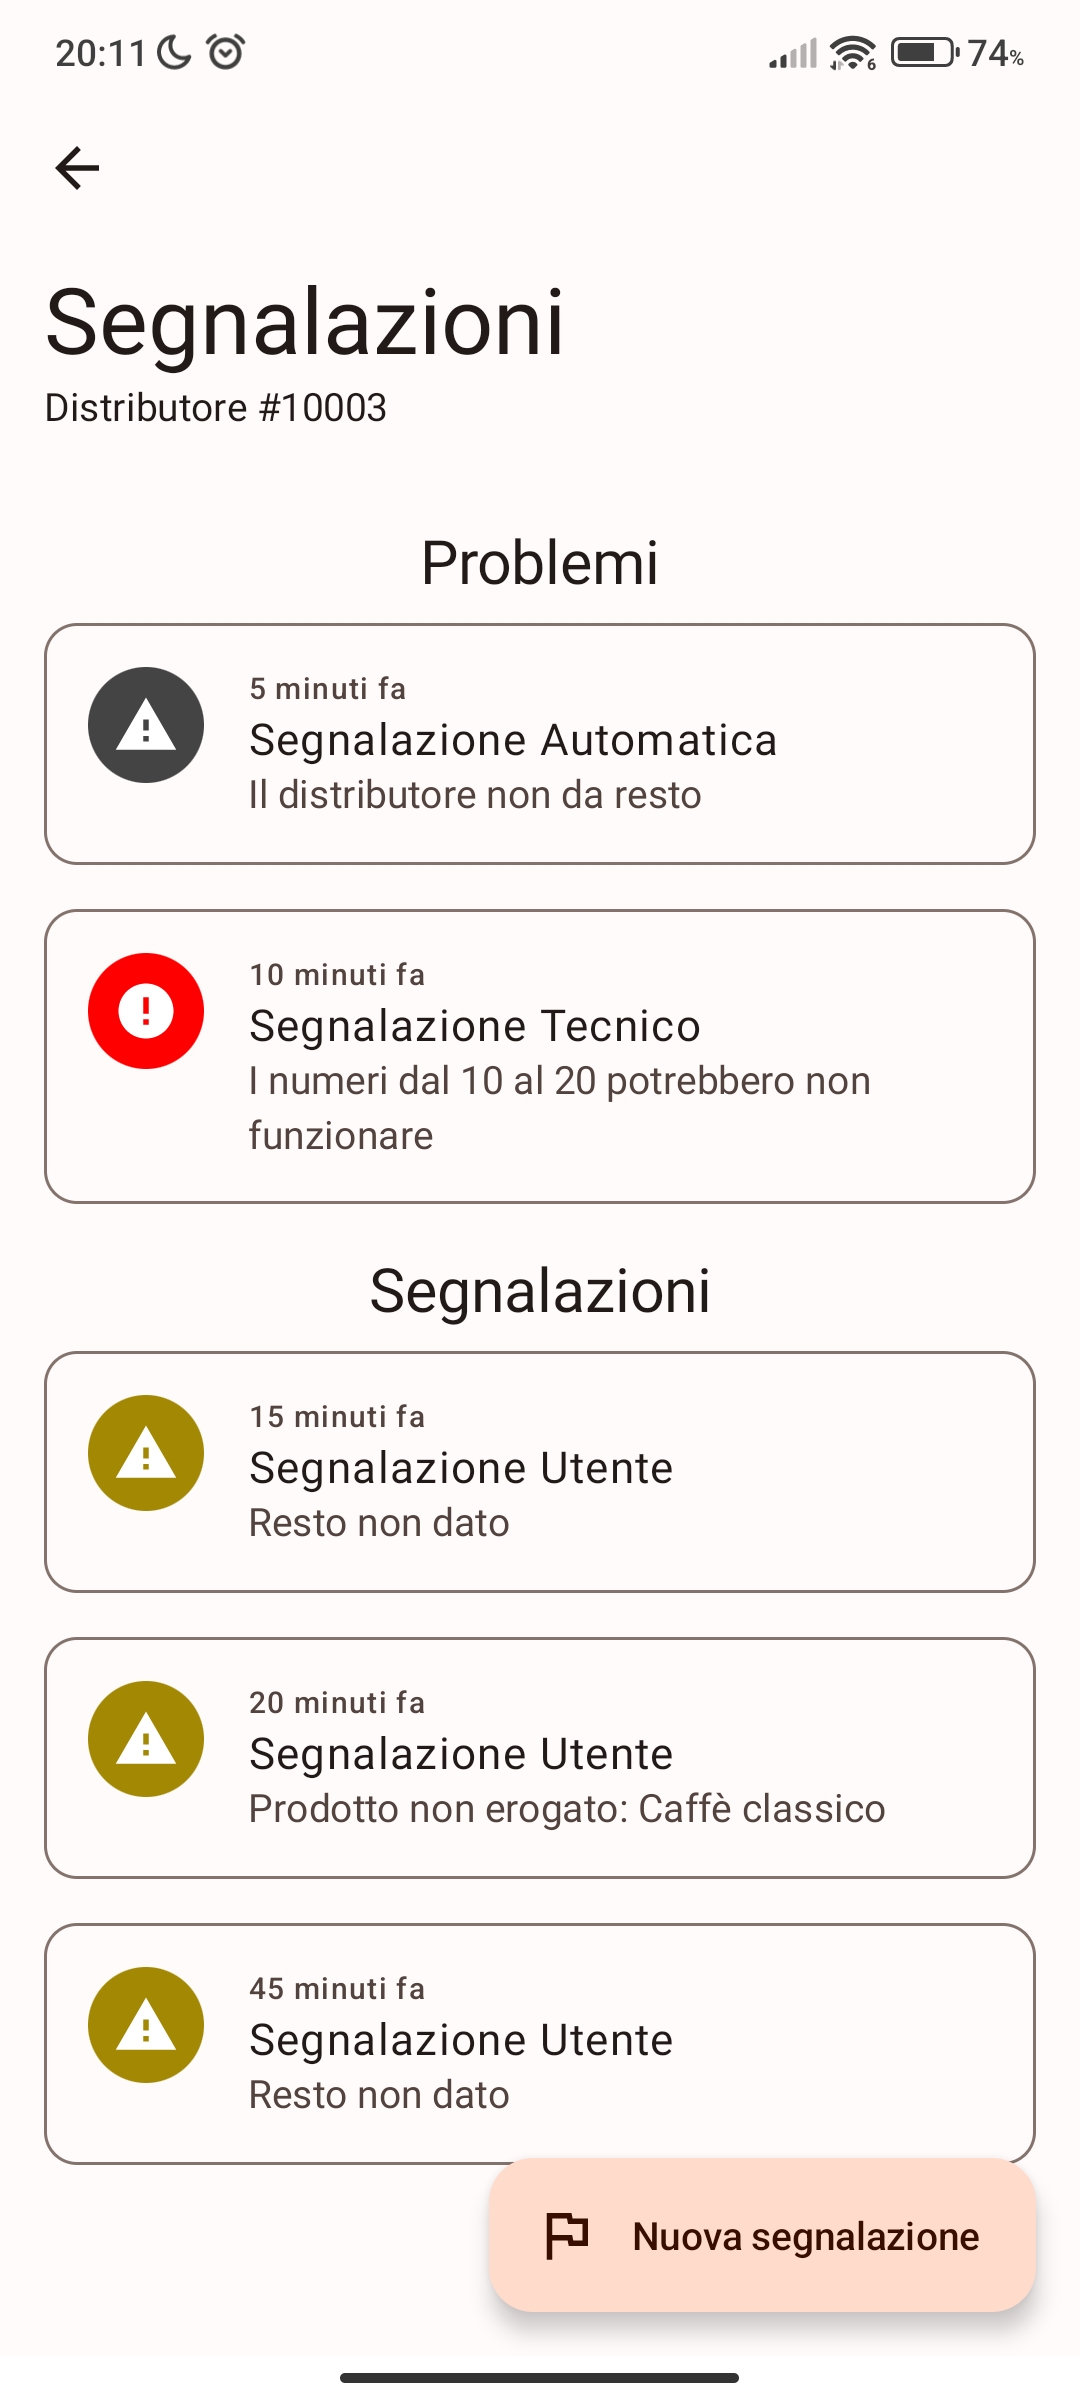 20:11
6
74%
Segnalazioni
Distributore #10003
Problemi
5 minuti fa
Segnalazione Automatica
Il distributore non da resto
10 minuti fa
Segnalazione Tecnico
I numeri dal 10 al 20 potrebbero non
funzionare
Segnalazioni
15 minuti fa
Segnalazione Utente
Resto non dato
20 minuti fa
Segnalazione Utente
Prodotto non erogato: Caffè classico
45 minuti fa
Segnalazione Utente
Resto non dato
Nuova segnalazione